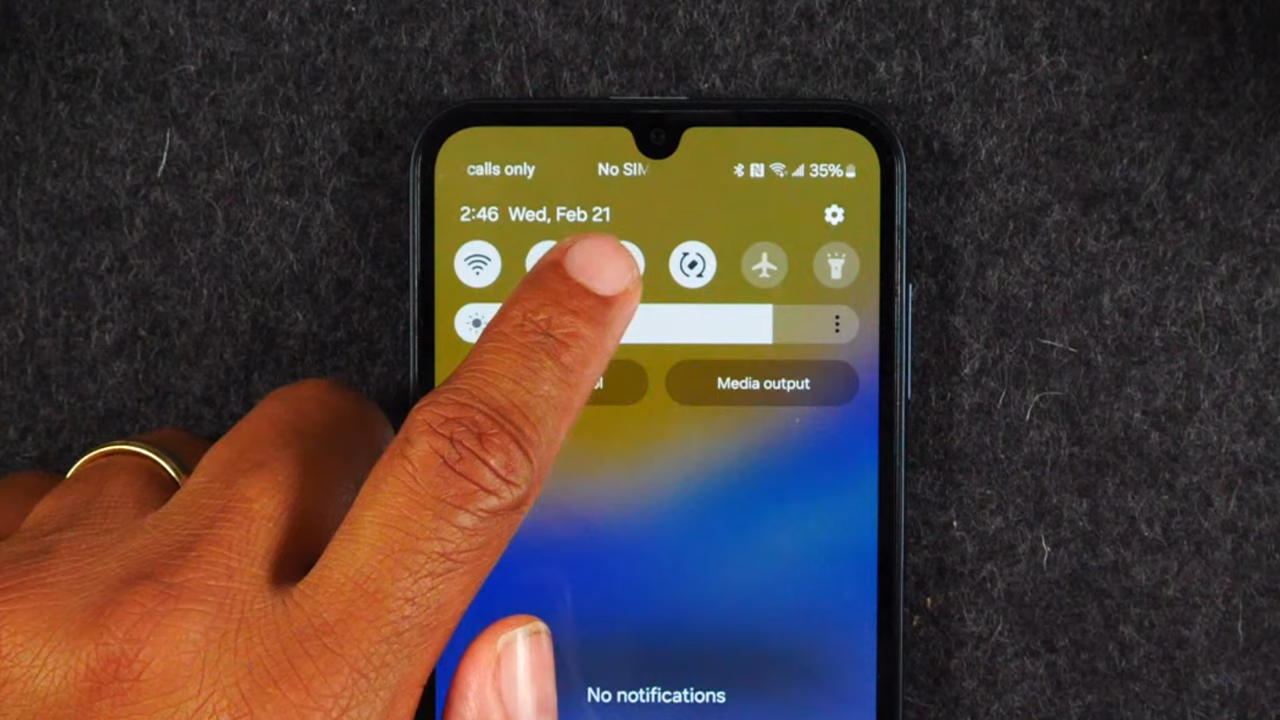 calls only No SIM 35%
2:46 Wed, Feb 21
Media output
No notifications